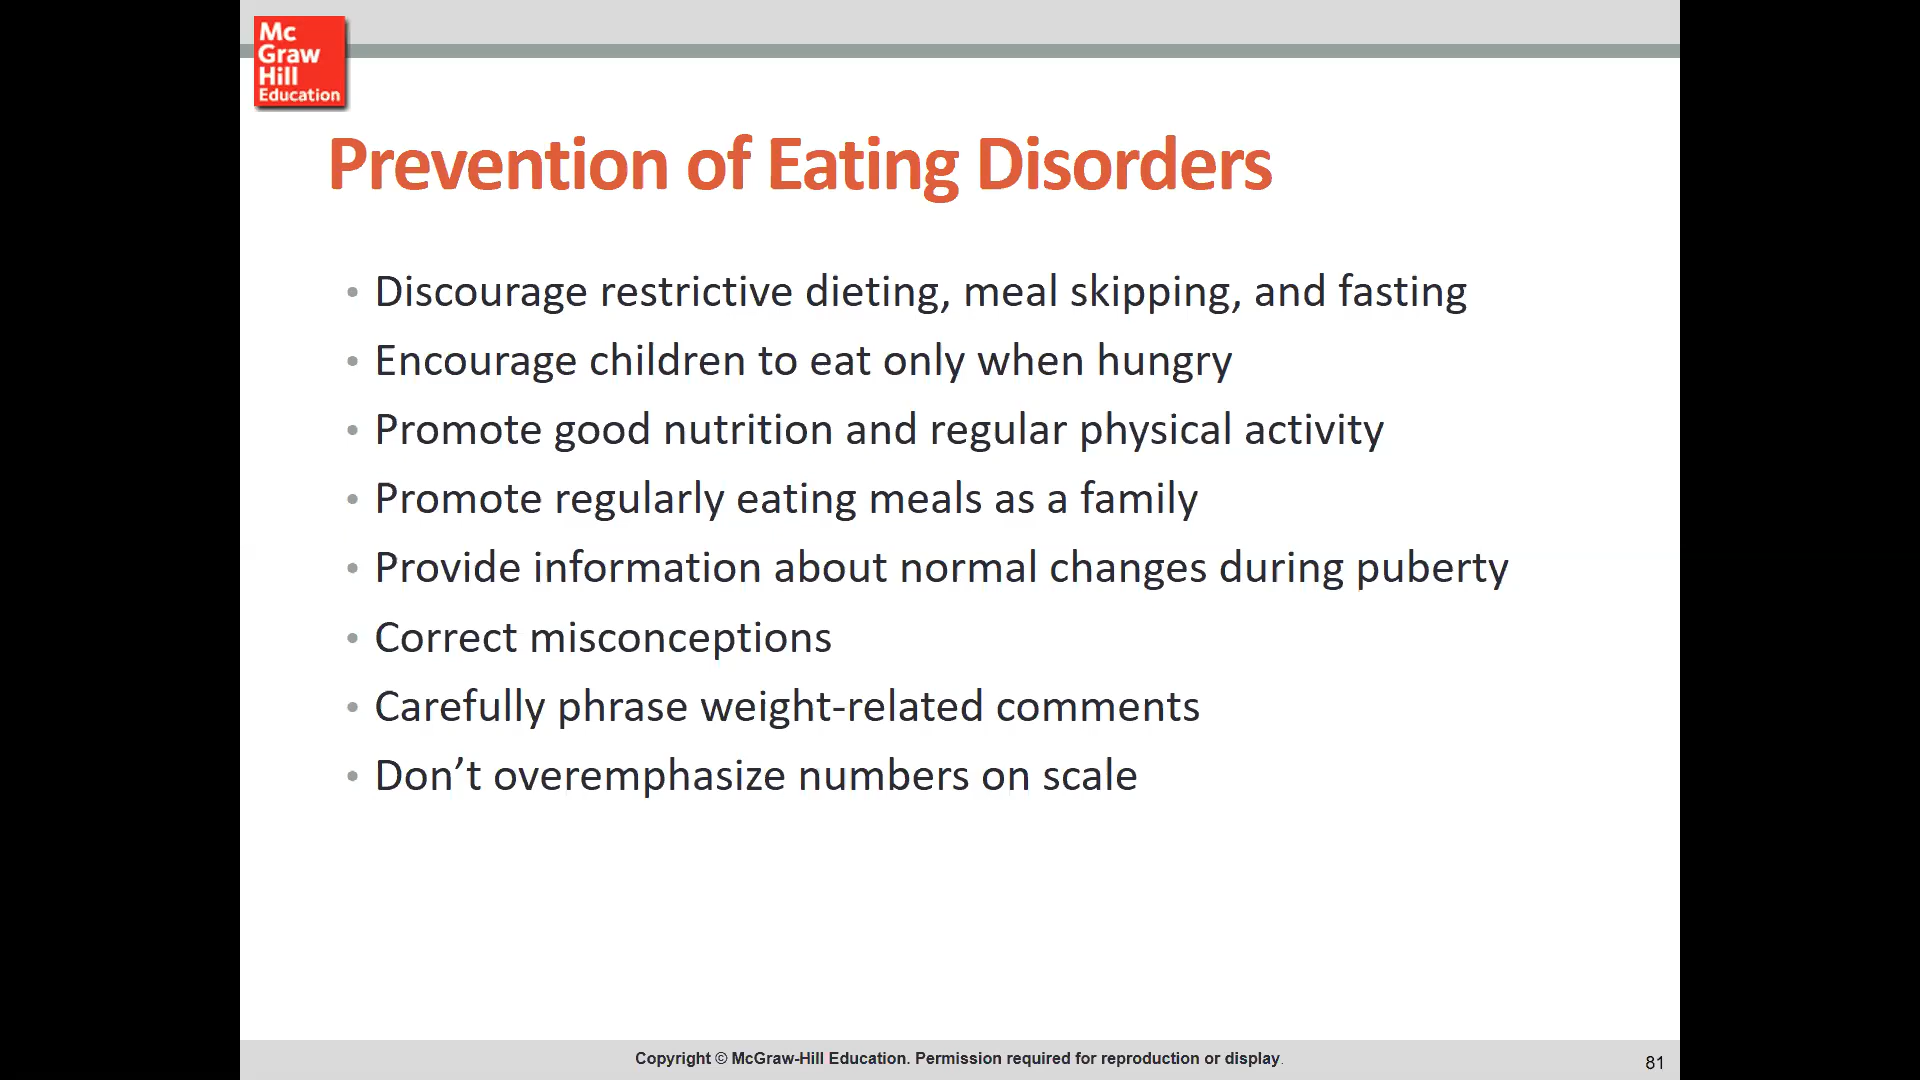 Mc
Graw
Hill
Education
Prevention of Eating Disorders
• Discourage restrictive dieting, meal skipping, and fasting
• Encourage children to eat only when hungry
• Promote good nutrition and regular physical activity
• Promote regularly eating meals as a family
• Provide information about normal changes during puberty
• Correct misconceptions
• Carefully phrase weight-related comments
• Don’t overemphasize numbers on scale
Copyright © McGraw-Hill Education. Permission required for reproduction or display.
81